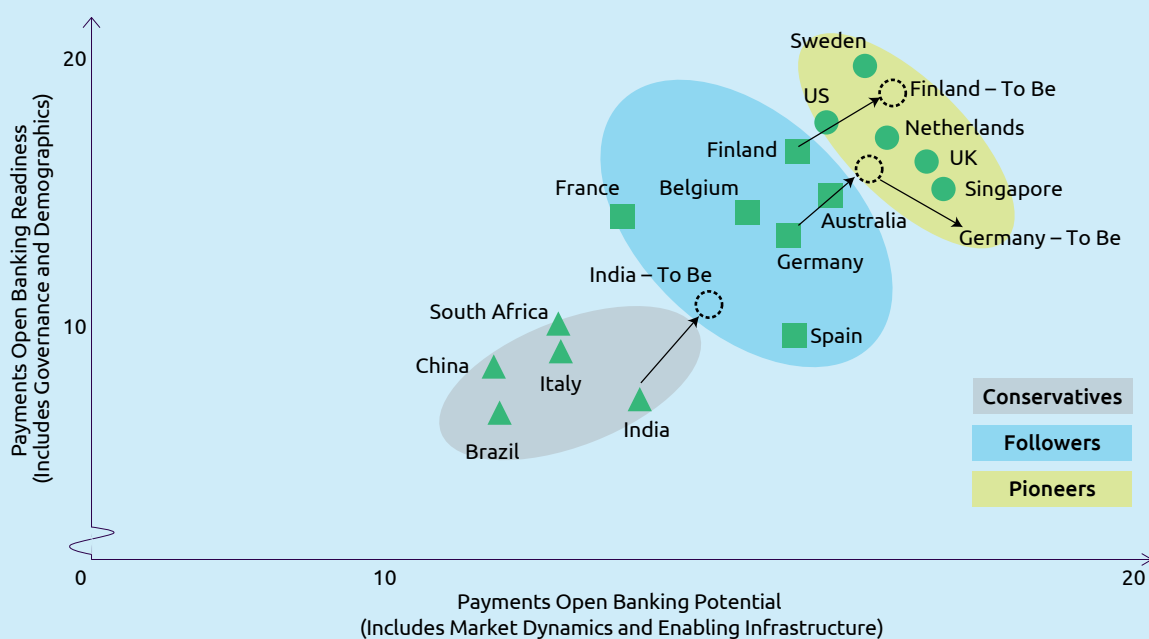 Payments Open Banking Readiness
(Includes Governance and Demographics)
20
10
0
10
20
Sweden
US
Finland – To Be
Netherlands
Finland
UK
Singapore
France
Belgium
Australia
Germany – To Be
Germany
India – To Be
South Africa
Spain
China
Italy
India
Brazil
Conservatives
Followers
Pioneers
Payments Open Banking Potential
(Includes Market Dynamics and Enabling Infrastructure)